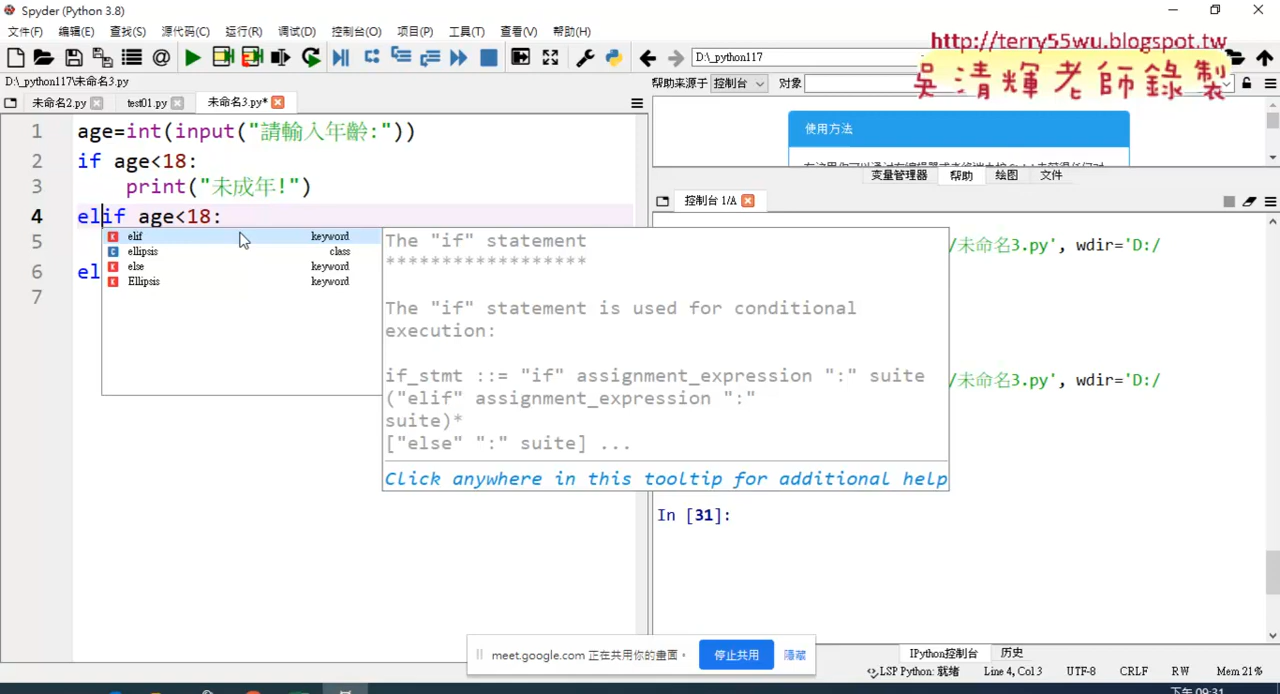 Spyder (Python 3.8)
文件(F) 编辑(E) 查找(S) 源代码(C) 运行(R) 调试(D) 控制台(O) 项目(P) 工具(T) 查看(V) 帮助(H)
D:\_python117
http://terry55wu.blogspot.tw
吳清輝老師錄製
D:\_python117\未命名3.py
未命名2.py
test01.py
未命名3.py*
帮助来源于 控制台 对象
使用方法
变量管理器 帮助 绘图 文件
1 age=int(input("請輸入年齡:"))
2 if age<18:
3 print("未成年!")
4 elif age<18:
5
6 el
7
elif keyword
ellipsis class
else keyword
Ellipsis keyword
The "if" statement
******************
The "if" statement is used for conditional
execution:
if_stmt ::= "if" assignment_expression ":" suite
("elif" assignment_expression ":"
suite)*
["else" ":" suite] ...
Click anywhere in this tooltip for additional help
控制台 1/A
/未命名3.py', wdir='D:/
/未命名3.py', wdir='D:/
In [31]:
meet.google.com 正在共用你的畫面。 停止共用 隱藏
IPython控制台 历史
LSP Python: 就绪 Line 4, Col 3 UTF-8 CRLF RW Mem 21%
下午 09:31